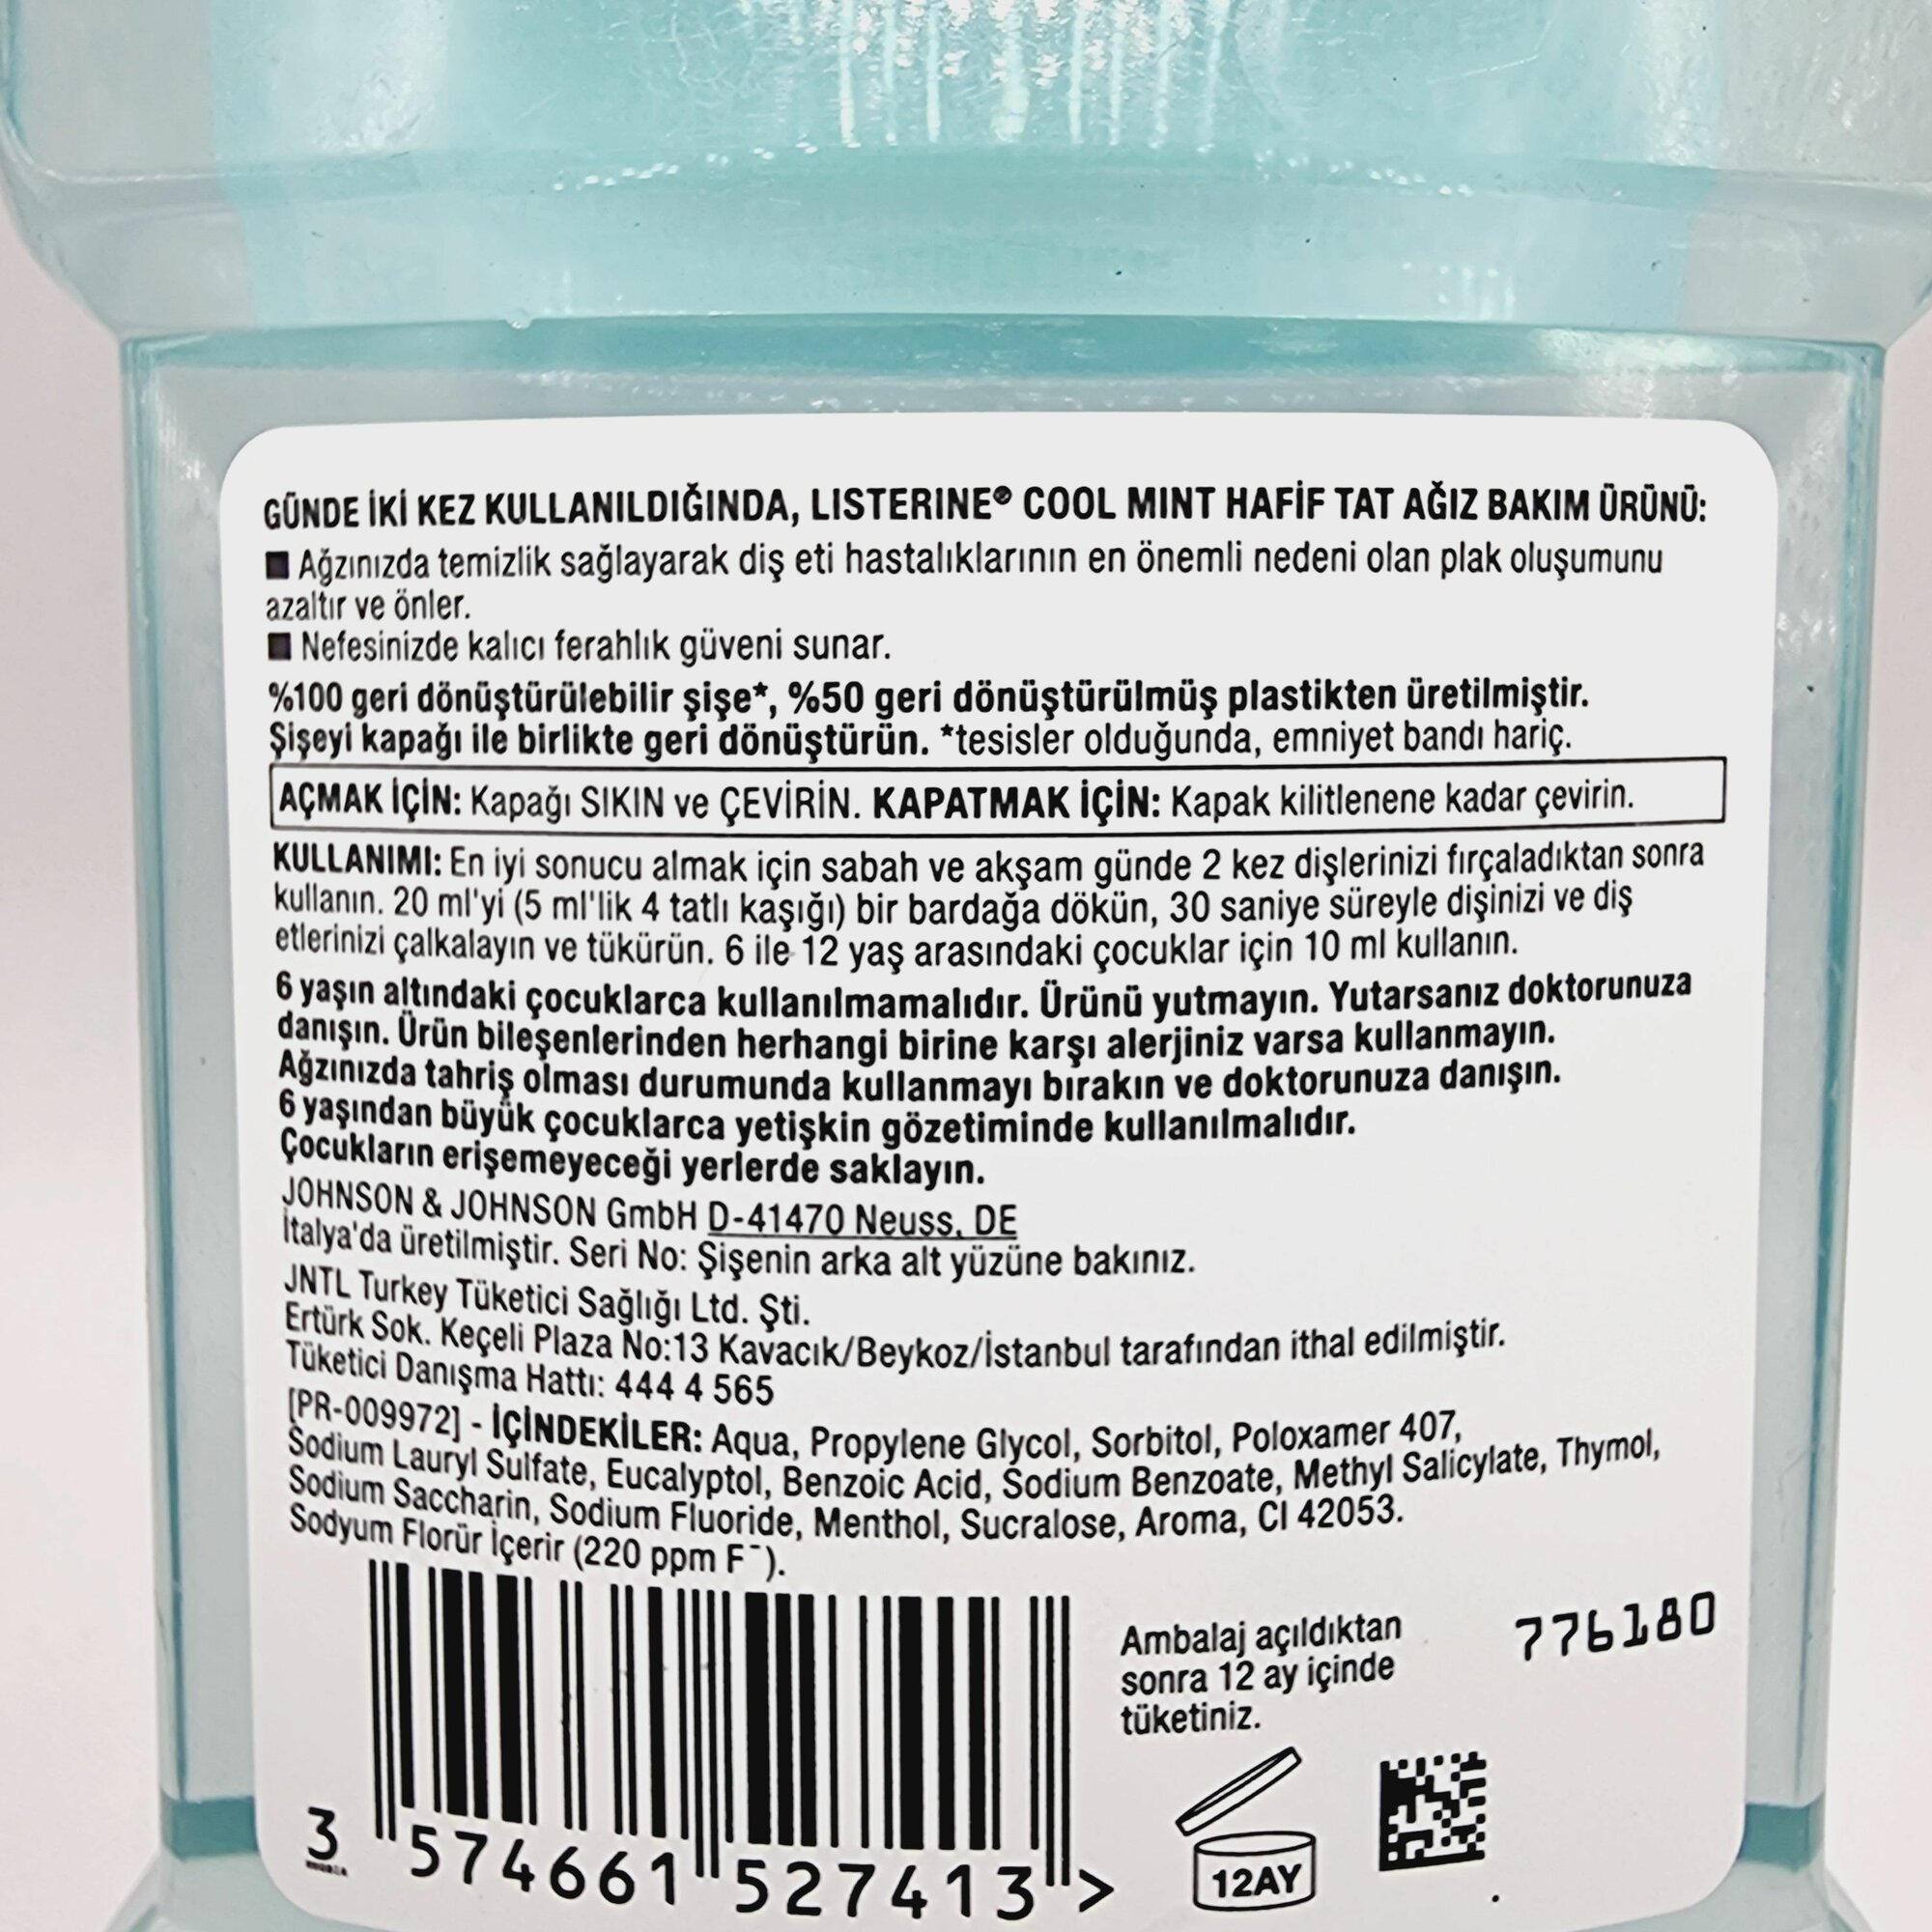 GÜNDE İKİ KEZ KULLANILDIĞINDA, LISTERINE® COOL MINT HAFİF TAT AĞIZ BAKIM ÜRÜNÜ:
■ Ağzınızda temizlik sağlayarak diş eti hastalıklarının en önemli nedeni olan plak oluşumunu
azaltır ve önler.
■ Nefesinizde kalıcı ferahlık güveni sunar.
%100 geri dönüştürülebilir şişe*, %50 geri dönüştürülmüş plastikten üretilmiştir.
Şişeyi kapağı ile birlikte geri dönüştürün. *tesisler olduğunda, emniyet bandı hariç.
AÇMAK İÇİN: Kapağı SIKIN ve ÇEVİRİN. KAPATMAK İÇİN: Kapak kilitlenene kadar çevirin.
KULLANIMI: En iyi sonucu almak için sabah ve akşam günde 2 kez dişlerinizi fırçaladıktan sonra
kullanın. 20 ml'yi (5 ml'lik 4 tatlı kaşığı) bir bardağa dökün, 30 saniye süreyle dişinizi ve diş
etlerinizi çalkalayın ve tükürün. 6 ile 12 yaş arasındaki çocuklar için 10 ml kullanın.
6 yaşın altındaki çocuklarca kullanılmamalıdır. Ürünü yutmayın. Yutarsanız doktorunuza
danışın. Ürün bileşenlerinden herhangi birine karşı alerjiniz varsa kullanmayın.
Ağzınızda tahriş olması durumunda kullanmayı bırakın ve doktorunuza danışın.
6 yaşından büyük çocuklarca yetişkin gözetiminde kullanılmalıdır.
Çocukların erişemeyeceği yerlerde saklayın.
JOHNSON & JOHNSON GmbH D-41470 Neuss, DE
İtalya'da üretilmiştir. Seri No: Şişenin arka alt yüzüne bakınız.
JNTL Turkey Tüketici Sağlığı Ltd. Şti.
Ertürk Sok. Keçeli Plaza No:13 Kavacık/Beykoz/İstanbul tarafından ithal edilmiştir.
Tüketici Danışma Hattı: 444 4 565
[PR-009972] - İÇİNDEKİLER: Aqua, Propylene Glycol, Sorbitol, Poloxamer 407,
Sodium Lauryl Sulfate, Eucalyptol, Benzoic Acid, Sodium Benzoate, Methyl Salicylate, Thymol,
Sodium Saccharin, Sodium Fluoride, Menthol, Sucralose, Aroma, CI 42053.
Sodyum Florür İçerir (220 ppm F⁻).
Ambalaj açıldıktan
sonra 12 ay içinde
tüketiniz.
776180
12AY
3 574661 527413 >